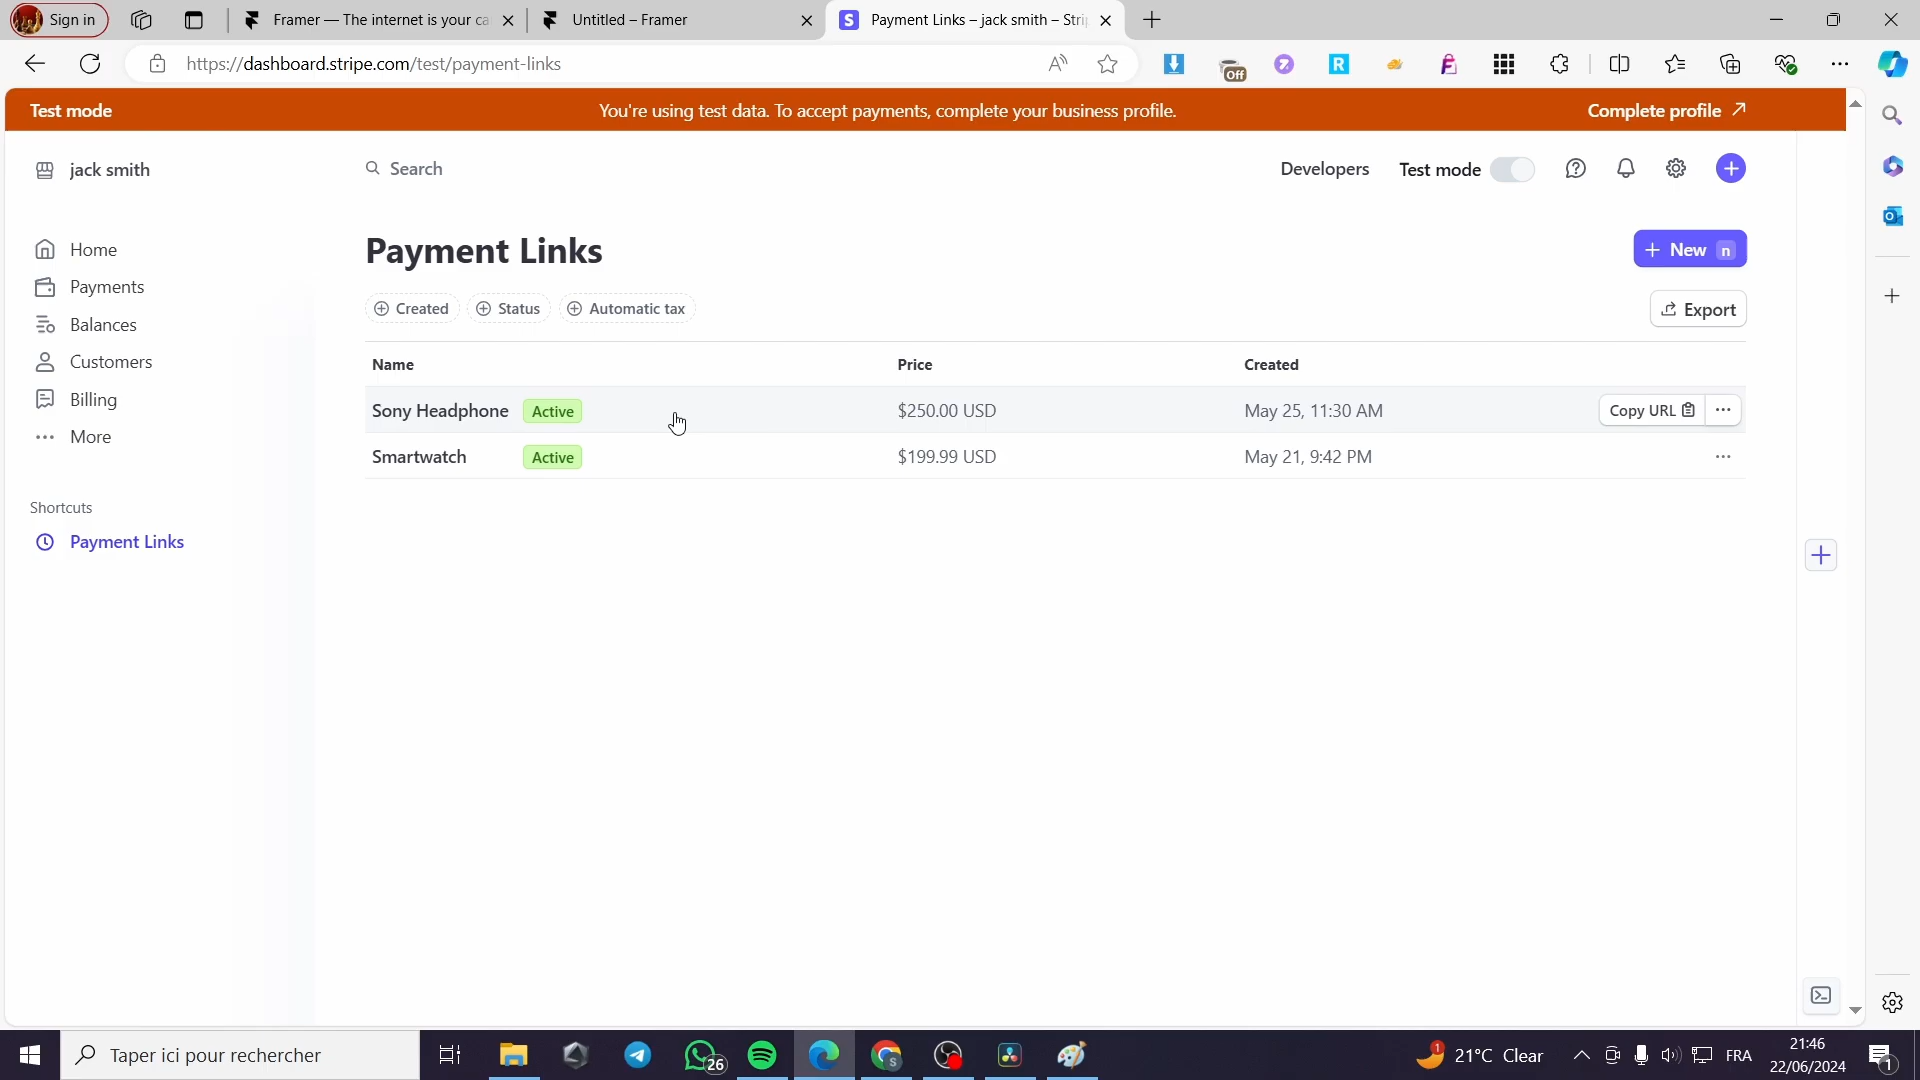 Sign in
Framer — The internet is your ca
Untitled – Framer
S
Payment Links – jack smith – Stri
https://dashboard.stripe.com/test/payment-links
A
Off
R
Test mode
You're using test data. To accept payments, complete your business profile.
Complete profile
jack smith
Search
Developers
Test mode
Home
Payments
Balances
Customers
Billing
More
Shortcuts
Payment Links
Payment Links
New n
Created
Status
Automatic tax
Export
Name Price Created
Sony Headphone Active $250.00 USD May 25, 11:30 AM Copy URL
Smartwatch Active $199.99 USD May 21, 9:42 PM
Taper ici pour rechercher
26
S
1
21°C Clear
FRA
21:46
22/06/2024
1